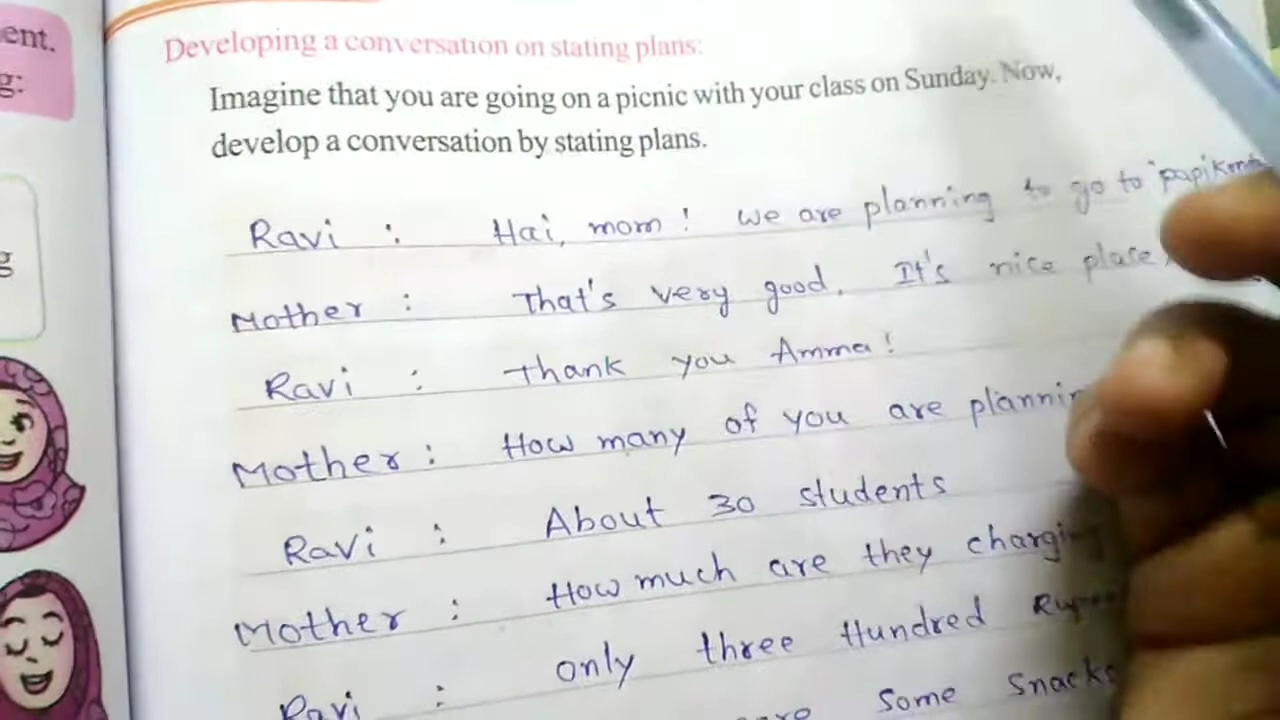 ent.
g:
g
Developing a conversation on stating plans:
Imagine that you are going on a picnic with your class on Sunday. Now,
develop a conversation by stating plans.
Ravi : Hai, mom! We are planning to go to
Mother : That's very good. It's nice place
Ravi : Thank you Amma!
Mother : How many of you are
Ravi : About 30 students
Mother : How much are they
Ravi : only three Hundred
Some Snacks